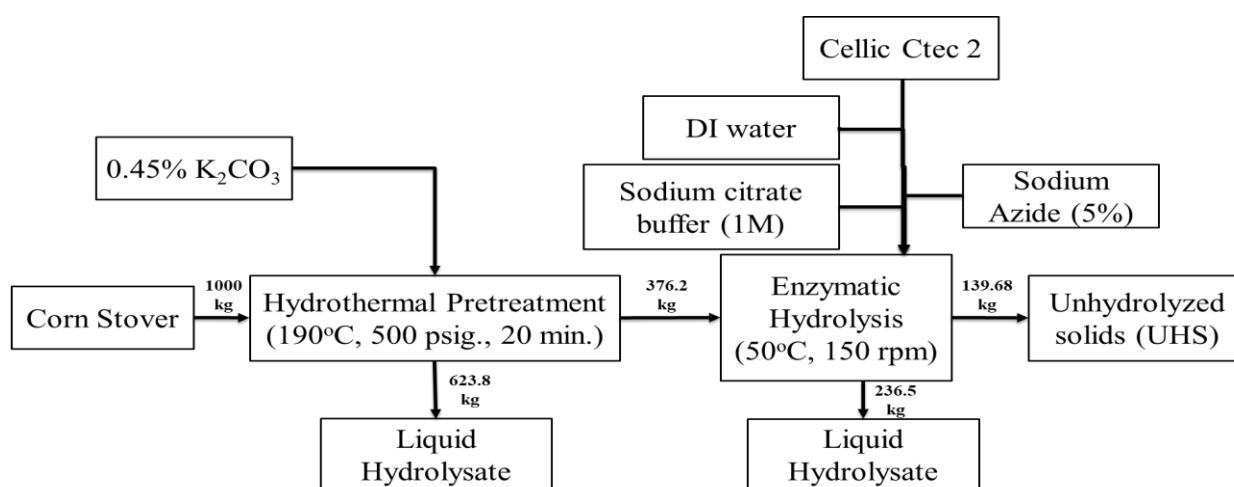 Cellic Ctec 2
DI water
0.45% K₂CO₃
Sodium citrate
buffer (1M)
Sodium
Azide (5%)
Corn Stover
1000
kg
Hydrothermal Pretreatment
(190°C, 500 psig., 20 min.)
376.2
kg
Enzymatic
Hydrolysis
(50°C, 150 rpm)
139.68
kg
Unhydrolyzed
solids (UHS)
623.8
kg
236.5
kg
Liquid
Hydrolysate
Liquid
Hydrolysate